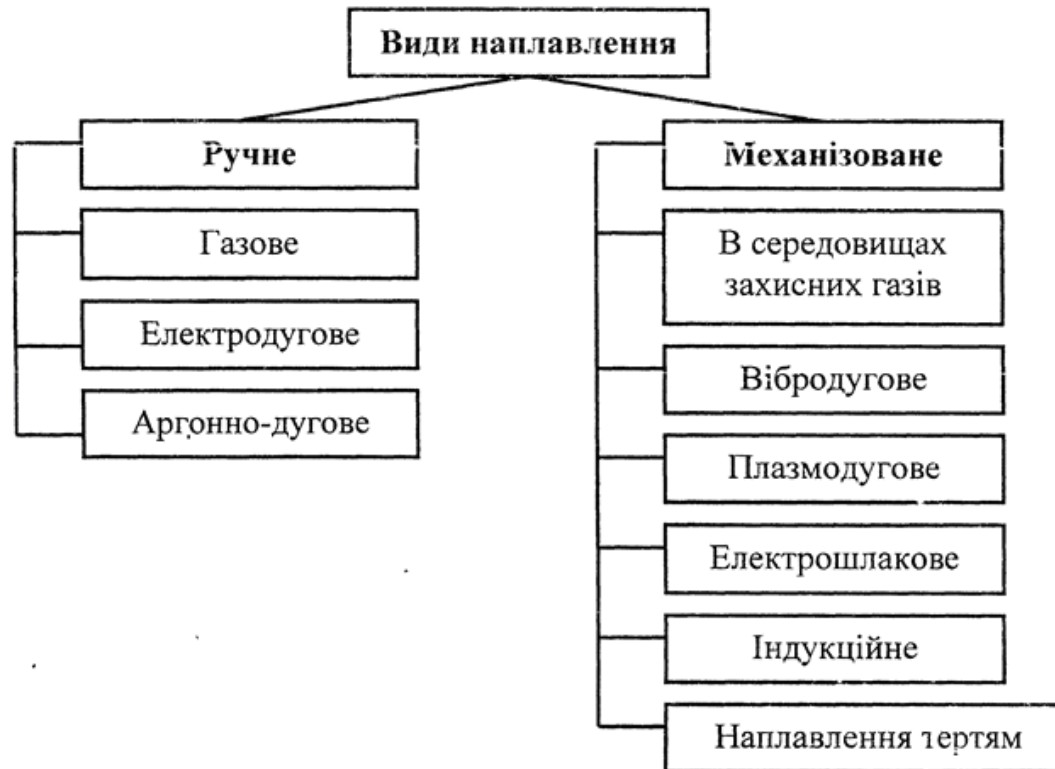 Види наплавлення
Ручне
Газове
Електродугове
Аргонно-дугове
Механізоване
В середовищах
захисних газів
Вібродугове
Плазмодугове
Електрошлакове
Індукційне
Наплавлення тертям